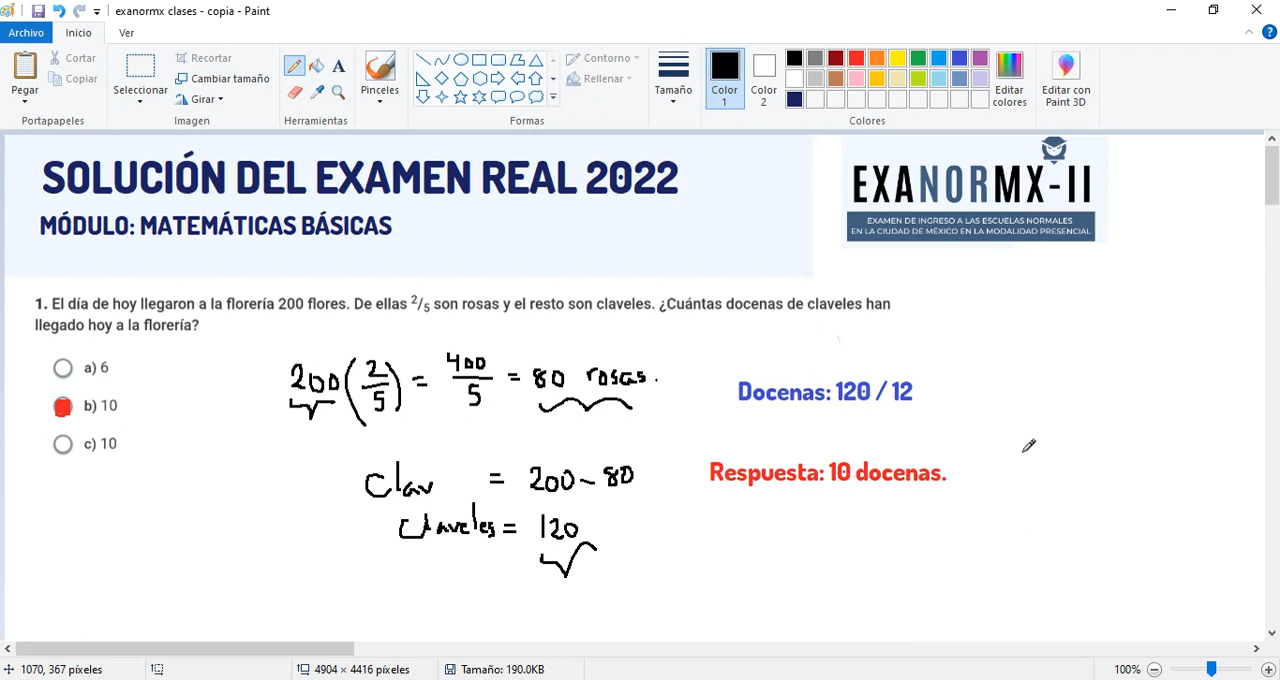 exanormx clases - copia - Paint
Archivo
Inicio
Ver
Pegar
Cortar
Copiar
Portapapeles
Seleccionar
Recortar
Cambiar tamaño
Girar
Imagen
A
Herramientas
Pinceles
Contorno
Rellenar
Formas
Tamaño
Color 1
Color 2
Editar colores
Colores
Editar con Paint 3D
SOLUCIÓN DEL EXAMEN REAL 2022
MÓDULO: MATEMÁTICAS BÁSICAS
EXANORMX-II
EXAMEN DE INGRESO A LAS ESCUELAS NORMALES
EN LA CIUDAD DE MÉXICO EN LA MODALIDAD PRESENCIAL
1. El día de hoy llegaron a la florería 200 flores. De ellas 2/5 son rosas y el resto son claveles. ¿Cuántas docenas de claveles han
llegado hoy a la florería?
a) 6
b) 10
c) 10
200(2/5) = 400/5 = 80 rosas.
Clav = 200-80
Claveles = 120
Docenas: 120 / 12
Respuesta: 10 docenas.
1070, 367 píxeles
4904 × 4416 píxeles
Tamaño: 190.0KB
100%